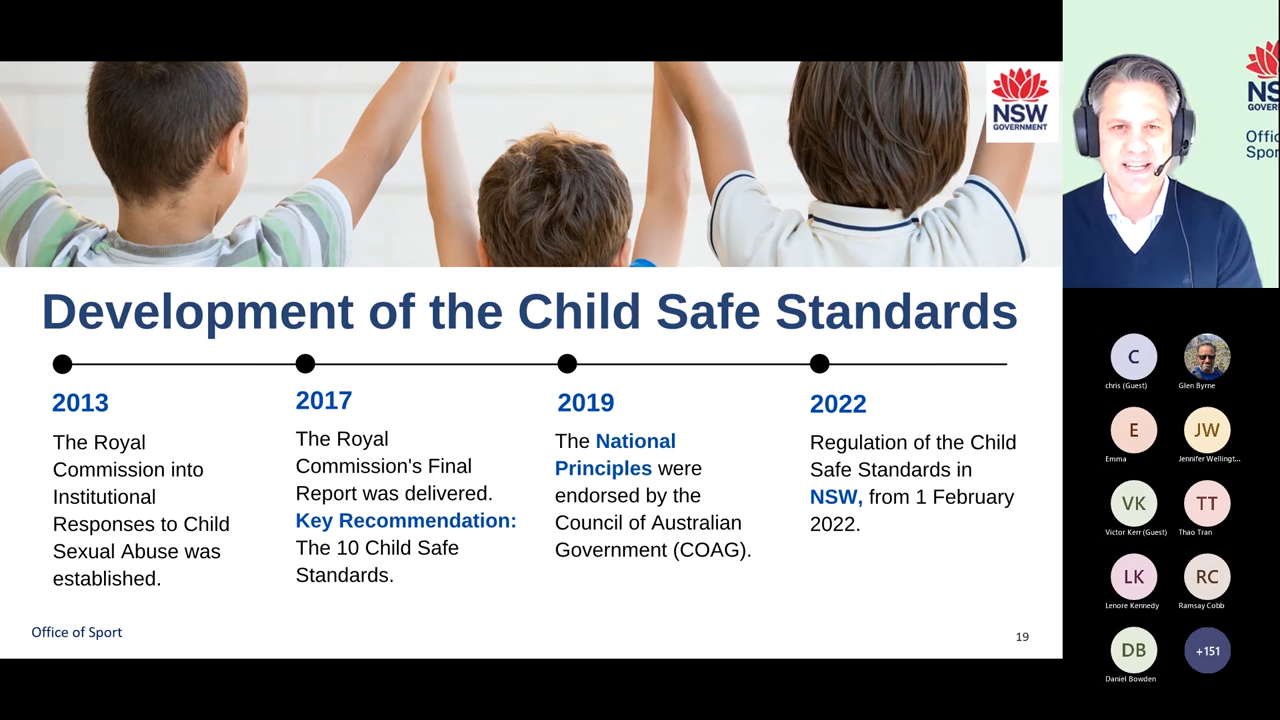 NSW
GOVERNMENT
Development of the Child Safe Standards
2013
The Royal
Commission into
Institutional
Responses to Child
Sexual Abuse was
established.
2017
The Royal
Commission's Final
Report was delivered.
Key Recommendation:
The 10 Child Safe
Standards.
2019
The National
Principles were
endorsed by the
Council of Australian
Government (COAG).
2022
Regulation of the Child
Safe Standards in
NSW, from 1 February
2022.
Office of Sport
19
C
chris (Guest)
Glen Byrne
E
Emma
JW
Jennifer Wellingt...
VK
Victor Kerr (Guest)
TT
Thao Tran
LK
Lenore Kennedy
RC
Ramsay Cobb
DB
Daniel Bowden
+151